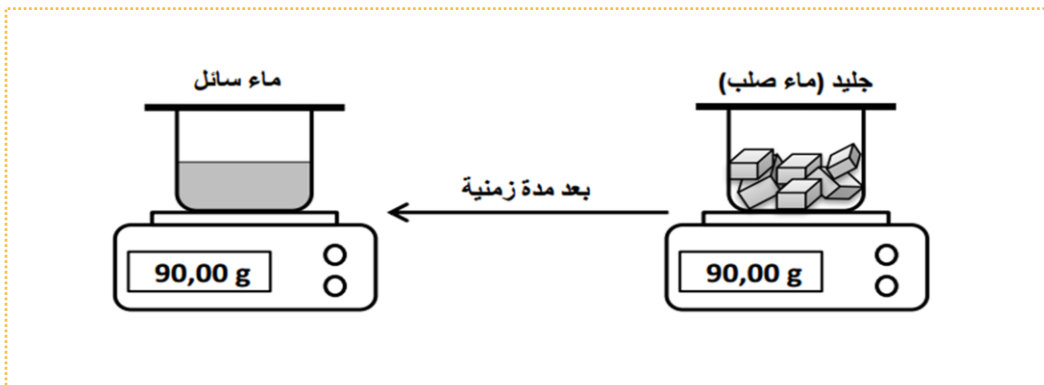 جليد (ماء صلب)
ماء سائل
بعد مدة زمنية
90,00 g
90,00 g